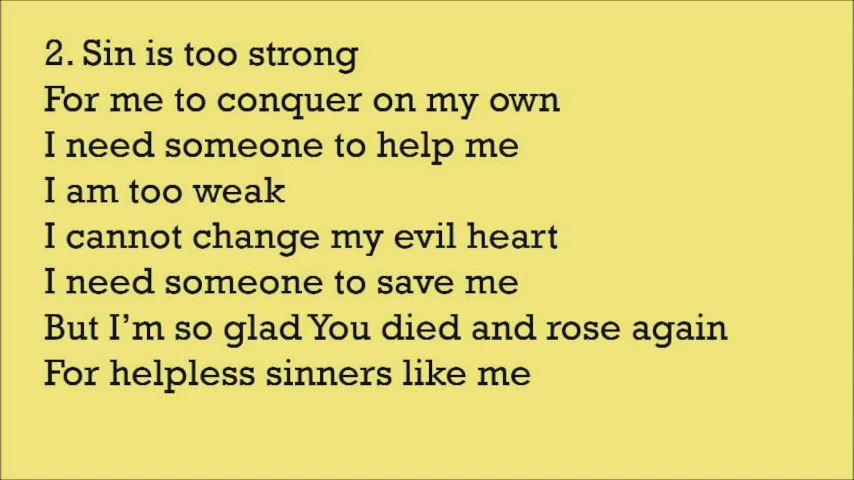 2. Sin is too strong
For me to conquer on my own
I need someone to help me
I am too weak
I cannot change my evil heart
I need someone to save me
But I’m so glad You died and rose again
For helpless sinners like me